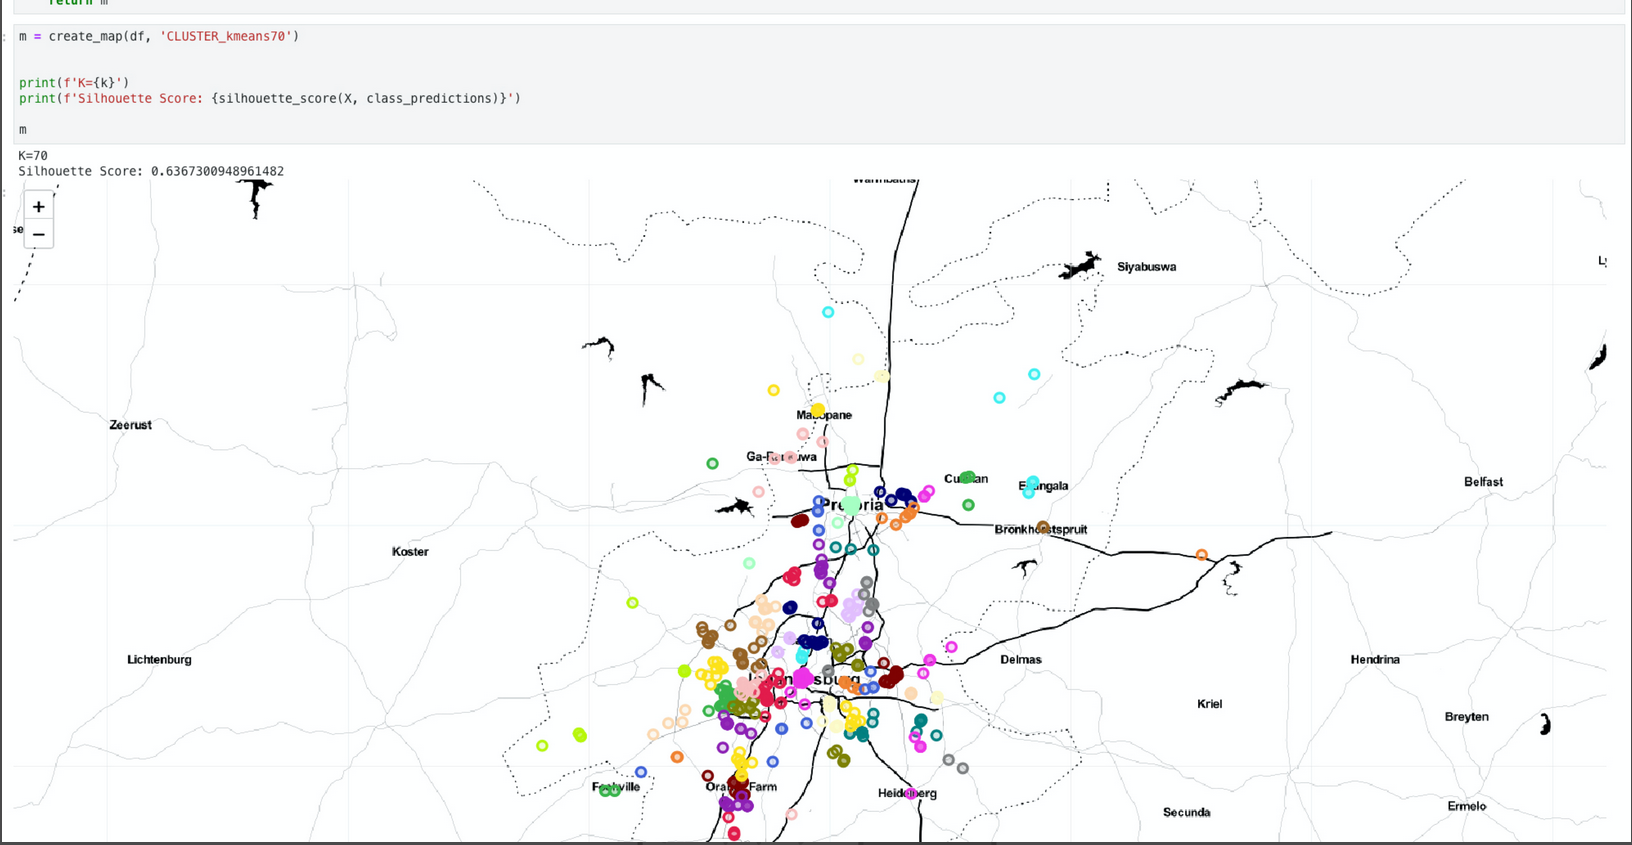 return m
m = create_map(df, 'CLUSTER_kmeans70')
print(f'K={k}')
print(f'Silhouette Score: {silhouette_score(X, class_predictions)}')
m
K=70
Silhouette Score: 0.6367300948961482
Warmbaths
+
−
se
Siyabuswa
Mabopane
Zeerust
Ga-Rankuwa
Cullinan
Ekangala
Belfast
Pretoria
Bronkhorstspruit
Koster
Lichtenburg
Delmas
Hendrina
Johannesburg
Kriel
Breyten
Fochville
Orange Farm
Heidelberg
Secunda
Ermelo